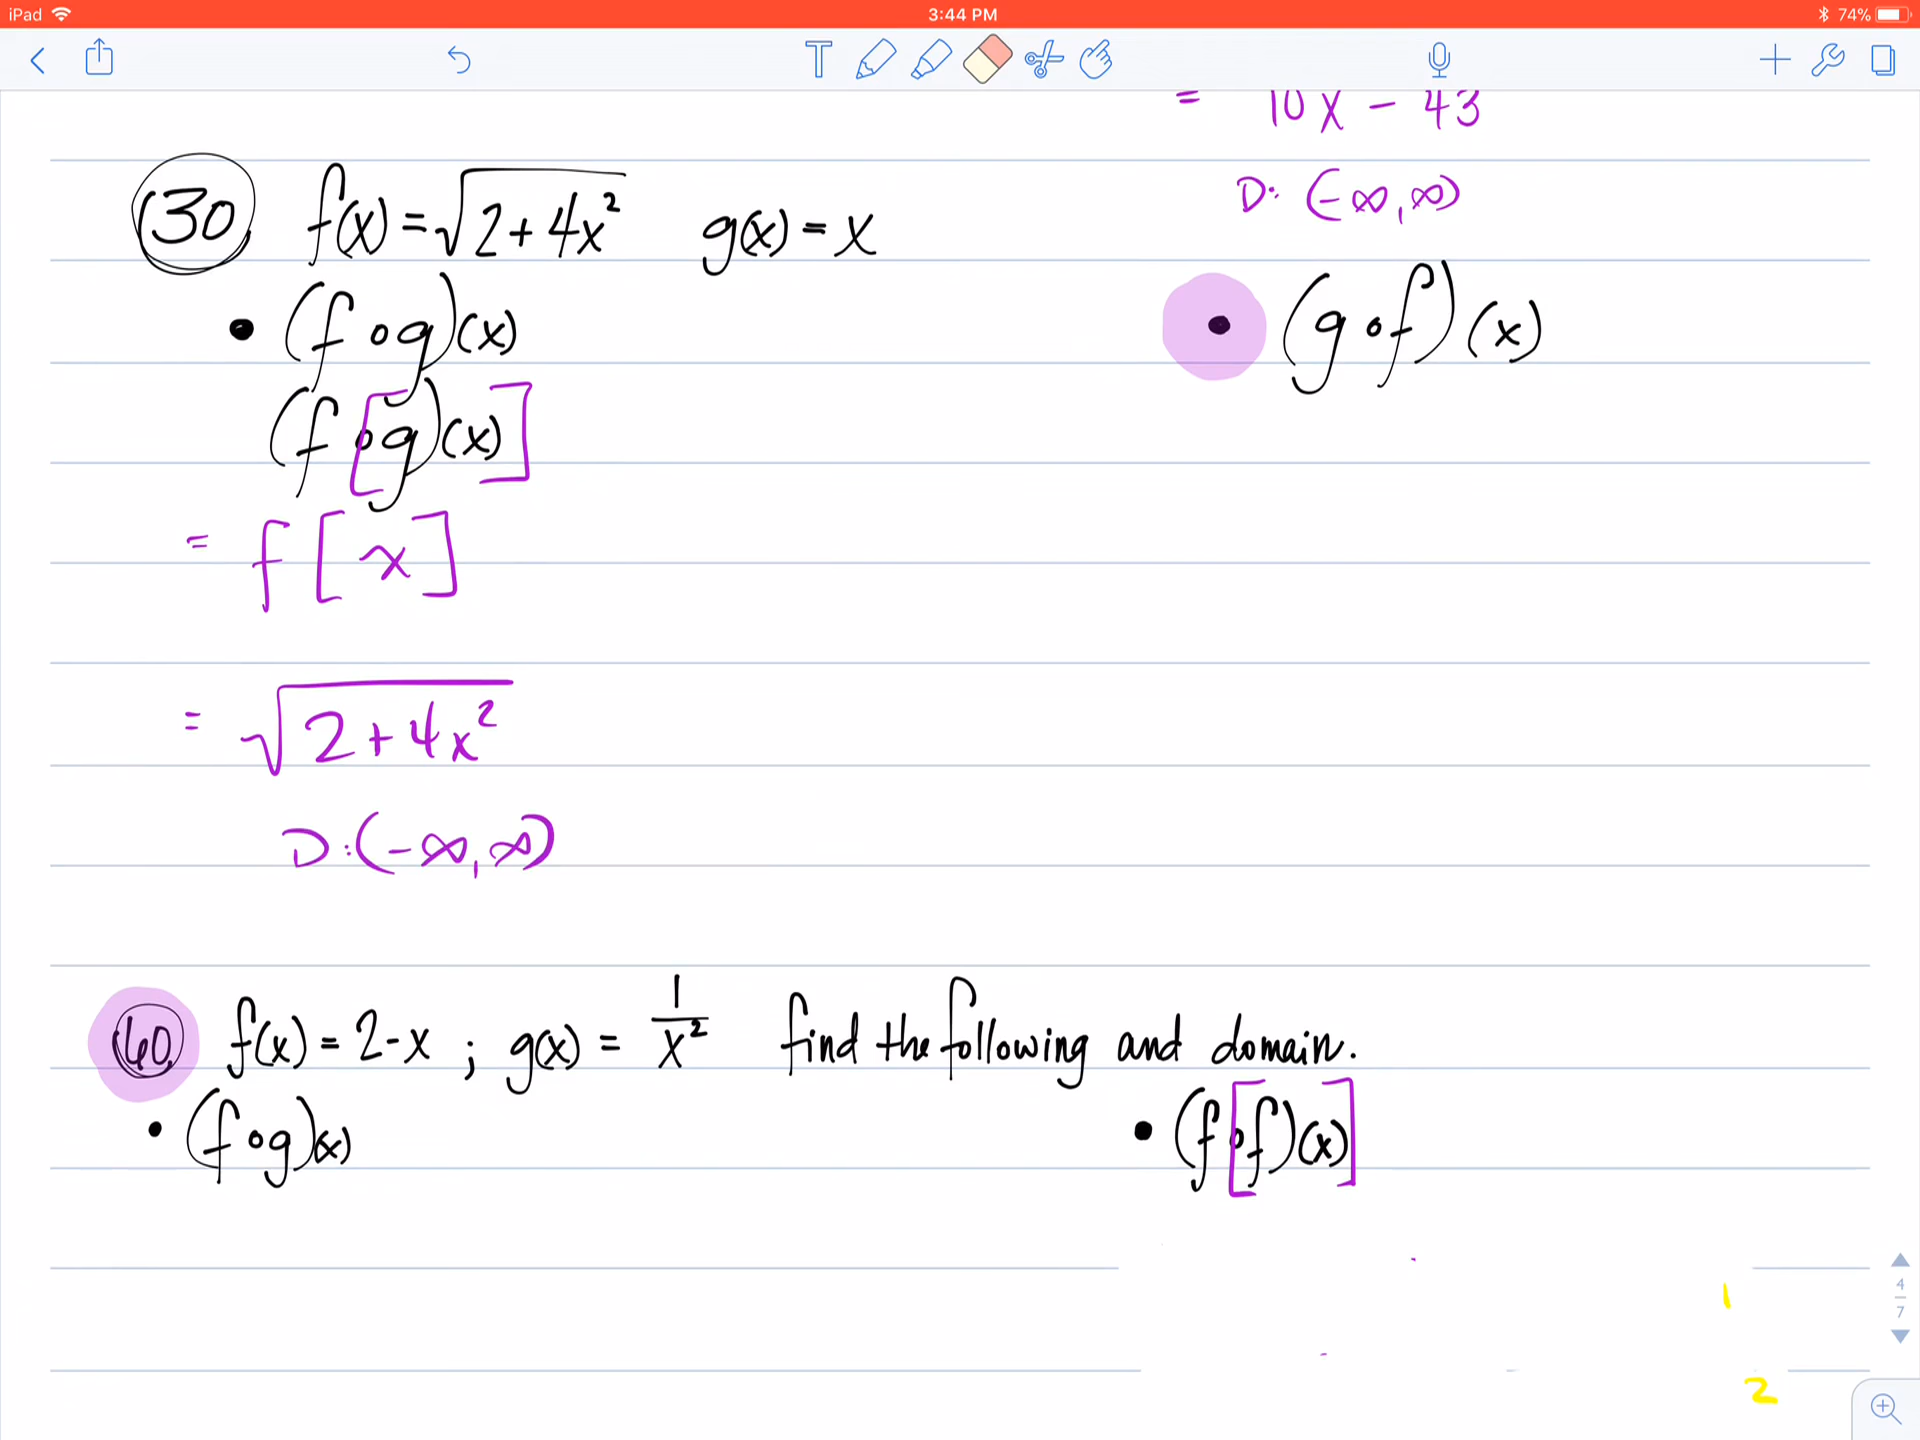 iPad 3:44 PM 74%
= 10x - 43
D: (-∞,∞)
30. f(x) = √(2+4x²) g(x) = x
• (f∘g)(x)
• (g∘f)(x)
(f[∘g)(x)]
= f[x]
= √(2+4x²)
D:(-∞,∞)
60. f(x) = 2-x ; g(x) = 1/x² find the following and domain.
• (f∘g)(x)
• (f[∘f)(x)]
4
7
1
2